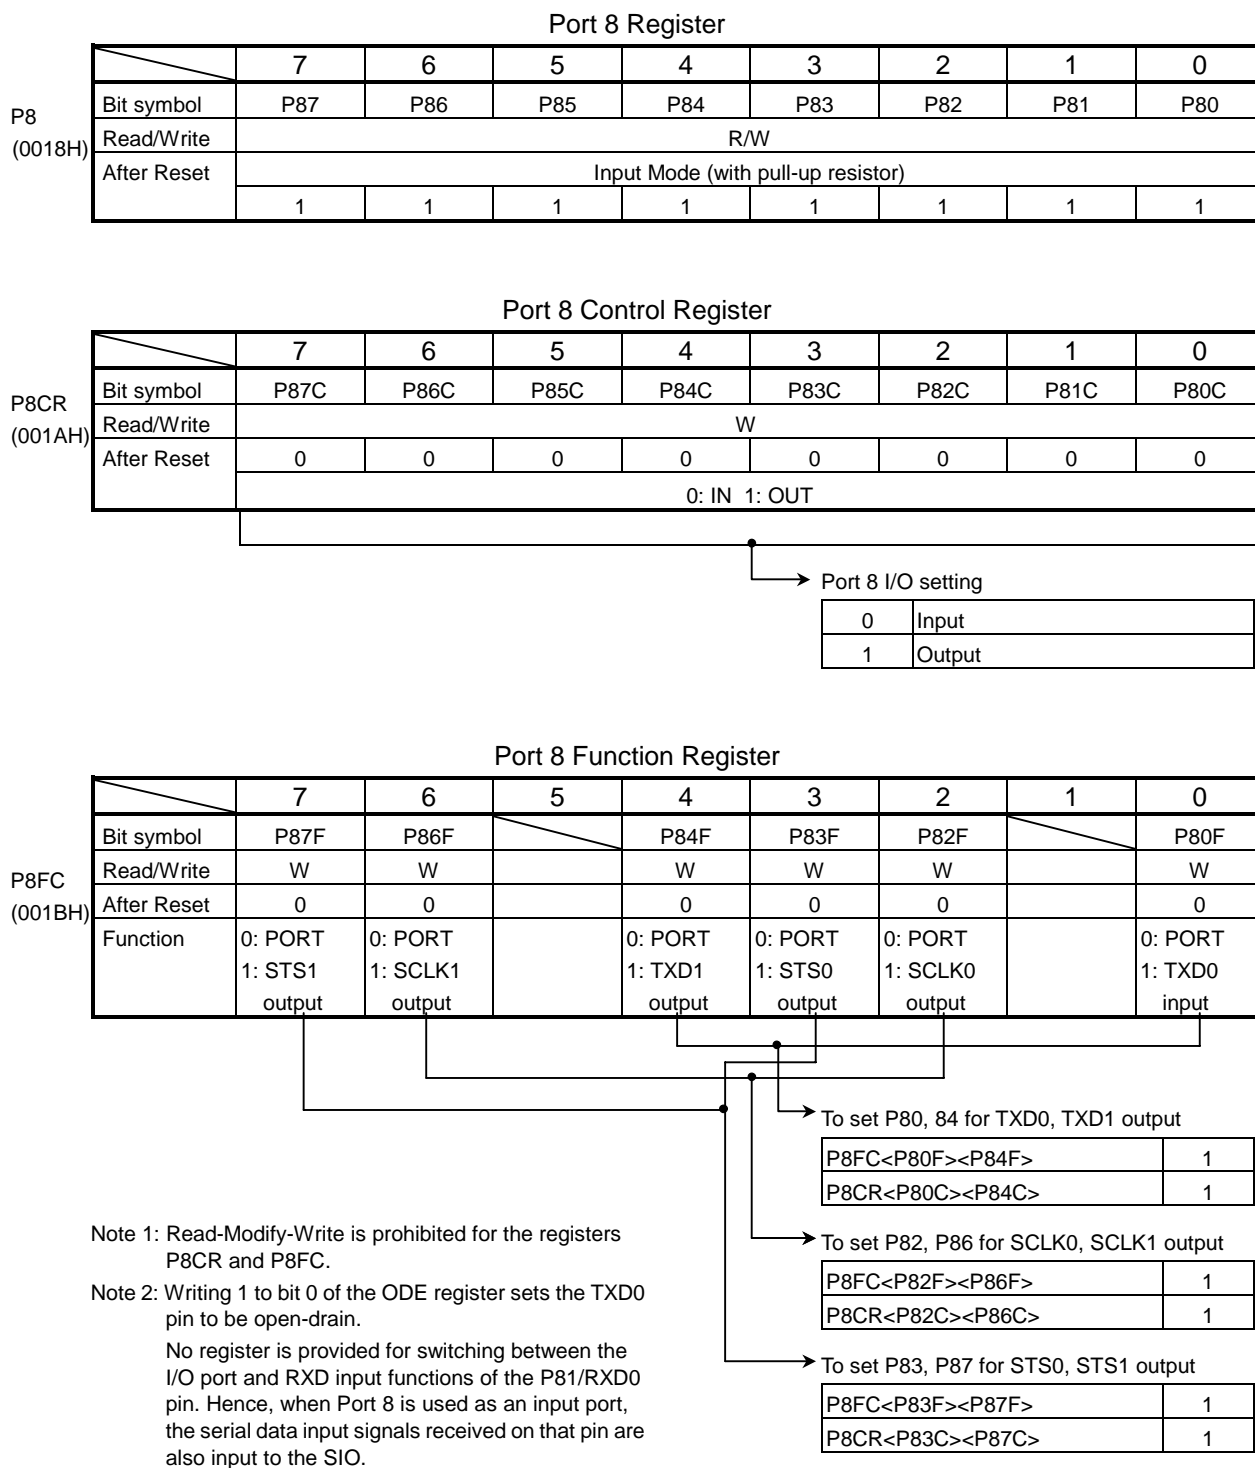 Port 8 Register
7 6 5 4 3 2 1 0
P8
(0018H)
Bit symbol P87 P86 P85 P84 P83 P82 P81 P80
Read/Write R/W
After Reset Input Mode (with pull-up resistor)
1 1 1 1 1 1 1 1
Port 8 Control Register
7 6 5 4 3 2 1 0
P8CR
(001AH)
Bit symbol P87C P86C P85C P84C P83C P82C P81C P80C
Read/Write W
After Reset 0 0 0 0 0 0 0 0
0: IN 1: OUT
Port 8 I/O setting
0 Input
1 Output
Port 8 Function Register
7 6 5 4 3 2 1 0
P8FC
(001BH)
Bit symbol P87F P86F P84F P83F P82F P80F
Read/Write W W W W W W
After Reset 0 0 0 0 0 0
Function 0: PORT 0: PORT 0: PORT 0: PORT 0: PORT 0: PORT
1: STS1 1: SCLK1 1: TXD1 1: STS0 1: SCLK0 1: TXD0
output output output output output input
To set P80, 84 for TXD0, TXD1 output
P8FC<P80F><P84F> 1
P8CR<P80C><P84C> 1
To set P82, P86 for SCLK0, SCLK1 output
P8FC<P82F><P86F> 1
P8CR<P82C><P86C> 1
To set P83, P87 for STS0, STS1 output
P8FC<P83F><P87F> 1
P8CR<P83C><P87C> 1
Note 1: Read-Modify-Write is prohibited for the registers
P8CR and P8FC.
Note 2: Writing 1 to bit 0 of the ODE register sets the TXD0
pin to be open-drain.
No register is provided for switching between the
I/O port and RXD input functions of the P81/RXD0
pin. Hence, when Port 8 is used as an input port,
the serial data input signals received on that pin are
also input to the SIO.